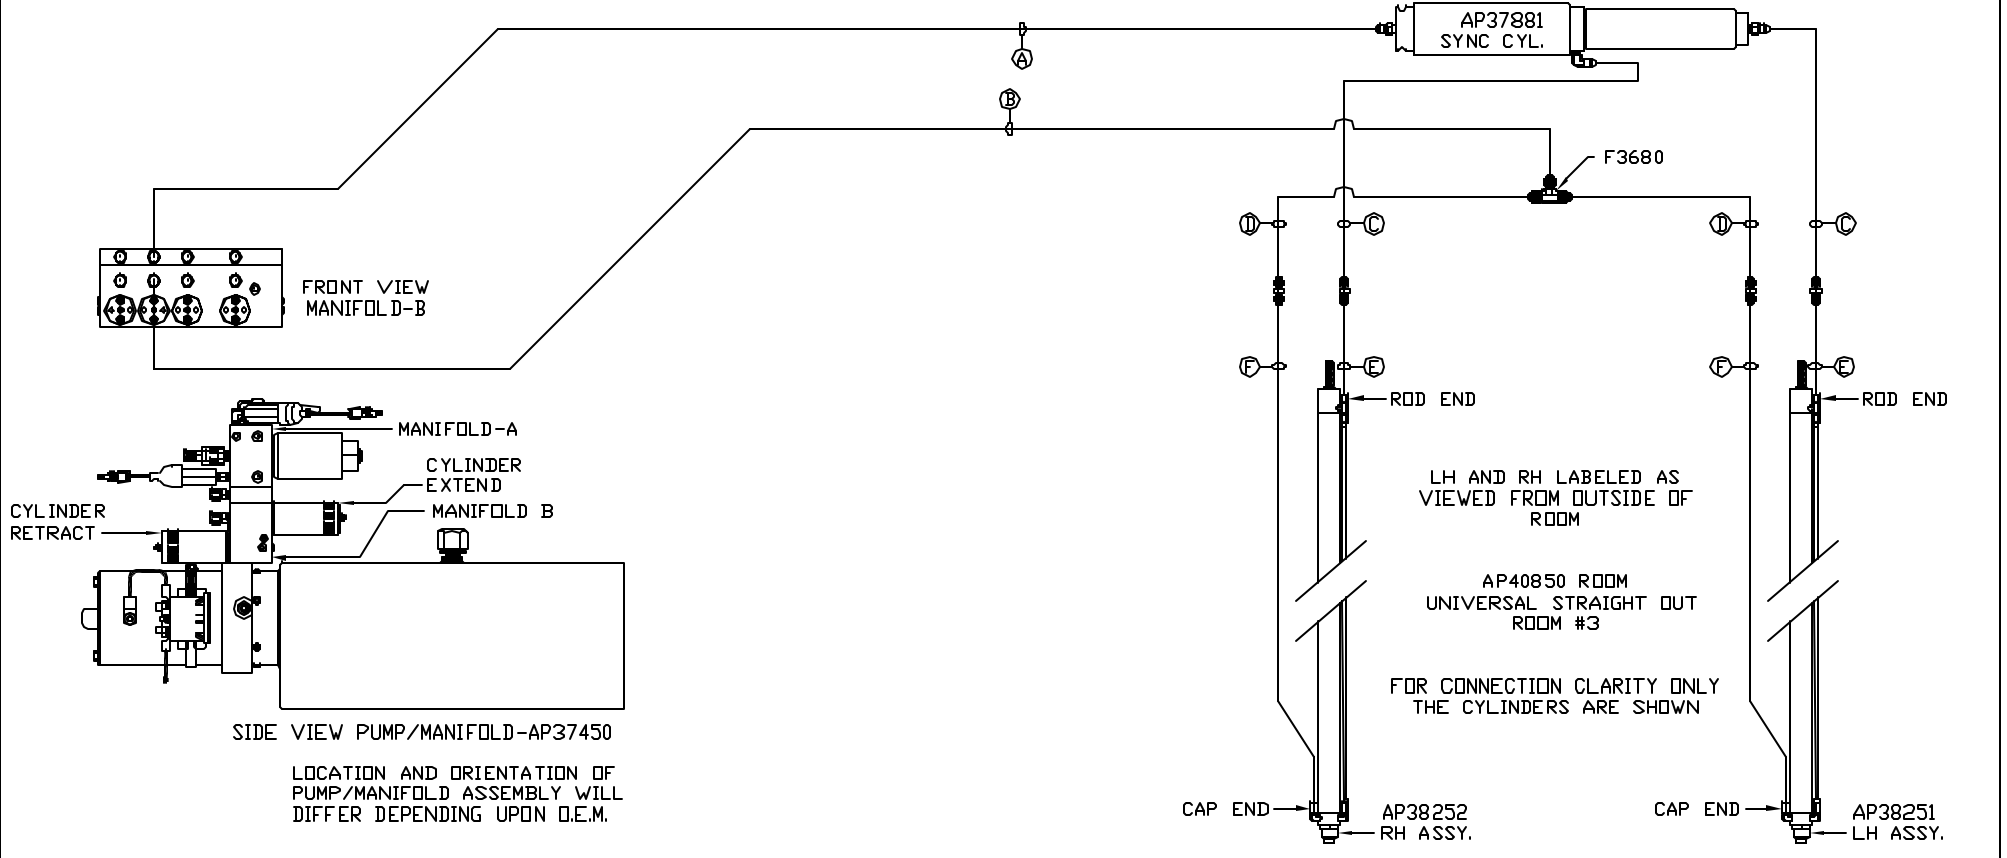 AP37881
SYNC CYL.
A
B
F3680
D
C
D
C
FRONT VIEW
MANIFOLD-B
F
E
F
E
ROD END
ROD END
MANIFOLD-A
CYLINDER
EXTEND
MANIFOLD B
CYLINDER
RETRACT
LH AND RH LABELED AS
VIEWED FROM OUTSIDE OF
ROOM
AP40850 ROOM
UNIVERSAL STRAIGHT OUT
ROOM #3
FOR CONNECTION CLARITY ONLY
THE CYLINDERS ARE SHOWN
SIDE VIEW PUMP/MANIFOLD-AP37450
LOCATION AND ORIENTATION OF
PUMP/MANIFOLD ASSEMBLY WILL
DIFFER DEPENDING UPON O.E.M.
CAP END
AP38252
RH ASSY.
CAP END
AP38251
LH ASSY.